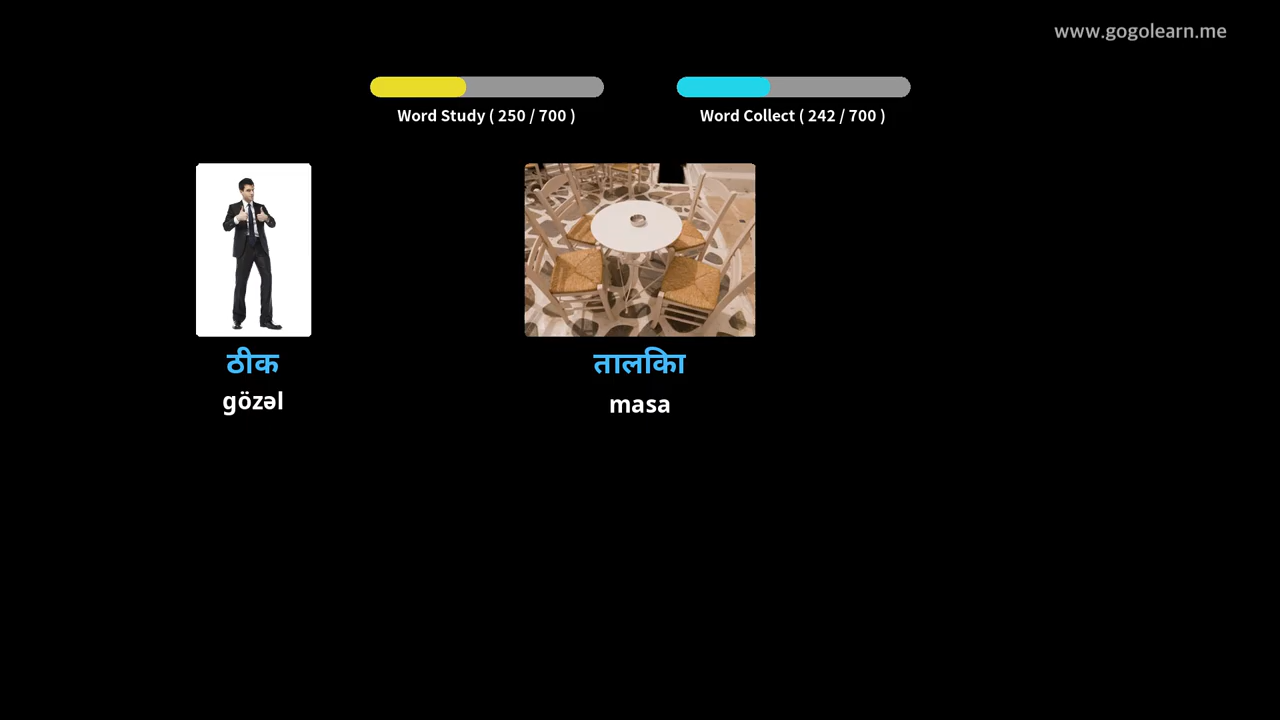 www.gogolearn.me
Word Study ( 250 / 700 )
Word Collect ( 242 / 700 )
ठीक
तालिका
gözəl
masa